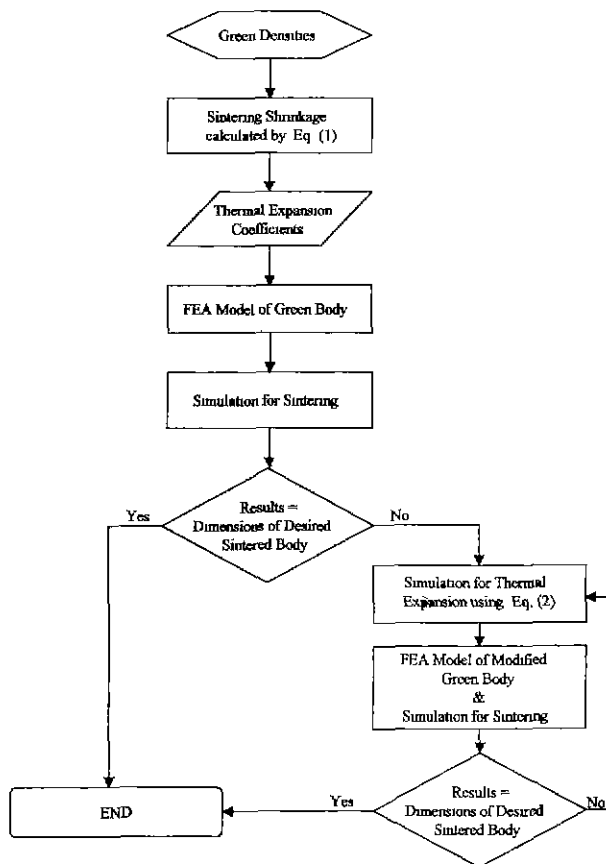 Green Densities
Sintering Shrinkage
calculated by Eq (1)
Thermal Expansion
Coefficients
FEA Model of Green Body
Simulation for Sintering
Results =
Dimensions of Desired
Sintered Body
Yes
No
Simulation for Thermal
Expansion using Eq. (2)
FEA Model of Modified
Green Body
&
Simulation for Sintering
Results =
Dimensions of Desired
Sintered Body
Yes
No
END